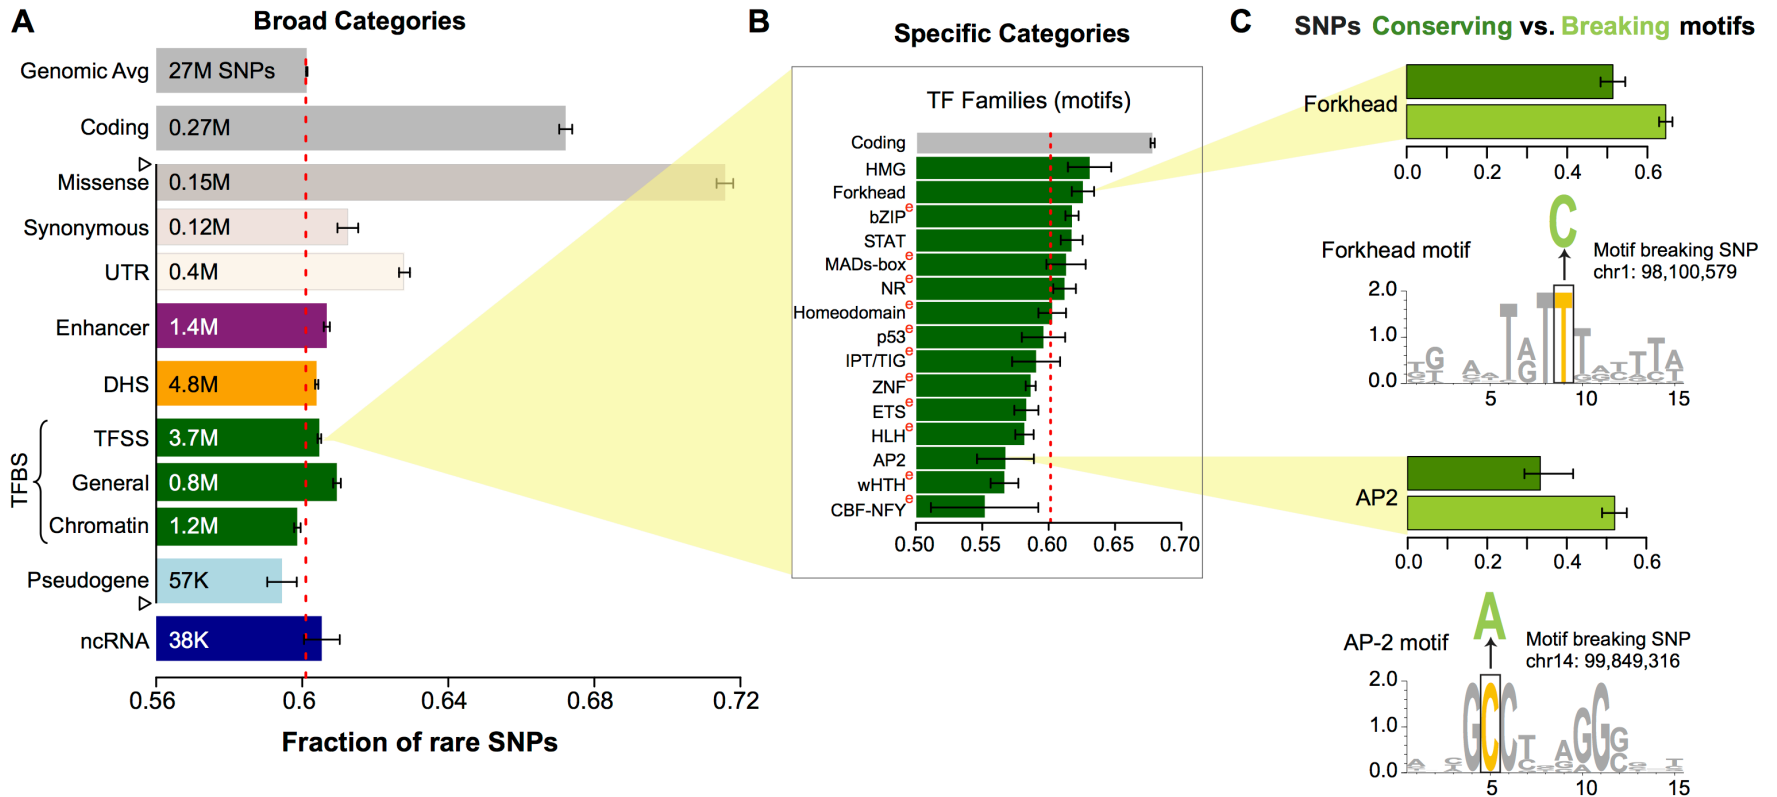 A
Broad Categories
Genomic Avg 27M SNPs
Coding 0.27M
Missense 0.15M
Synonymous 0.12M
UTR 0.4M
Enhancer 1.4M
DHS 4.8M
TFBS
TFSS 3.7M
General 0.8M
Chromatin 1.2M
Pseudogene 57K
ncRNA 38K
0.56 0.6 0.64 0.68 0.72
Fraction of rare SNPs
B
Specific Categories
TF Families (motifs)
Coding
HMG
Forkhead
bZIP e
STAT
MADs-box e
NR e
Homeodomain e
p53 e
IPT/TIG e
ZNF e
ETS e
HLH e
AP2
wHTH e
CBF-NFY e
0.50 0.55 0.60 0.65 0.70
C
SNPs Conserving vs. Breaking motifs
Forkhead
0.0 0.2 0.4 0.6
C
Forkhead motif
Motif breaking SNP
chr1: 98,100,579
2.0
1.0
0.0
5 10 15
AP2
0.0 0.2 0.4 0.6
A
AP-2 motif
Motif breaking SNP
chr14: 99,849,316
2.0
1.0
0.0
5 10 15